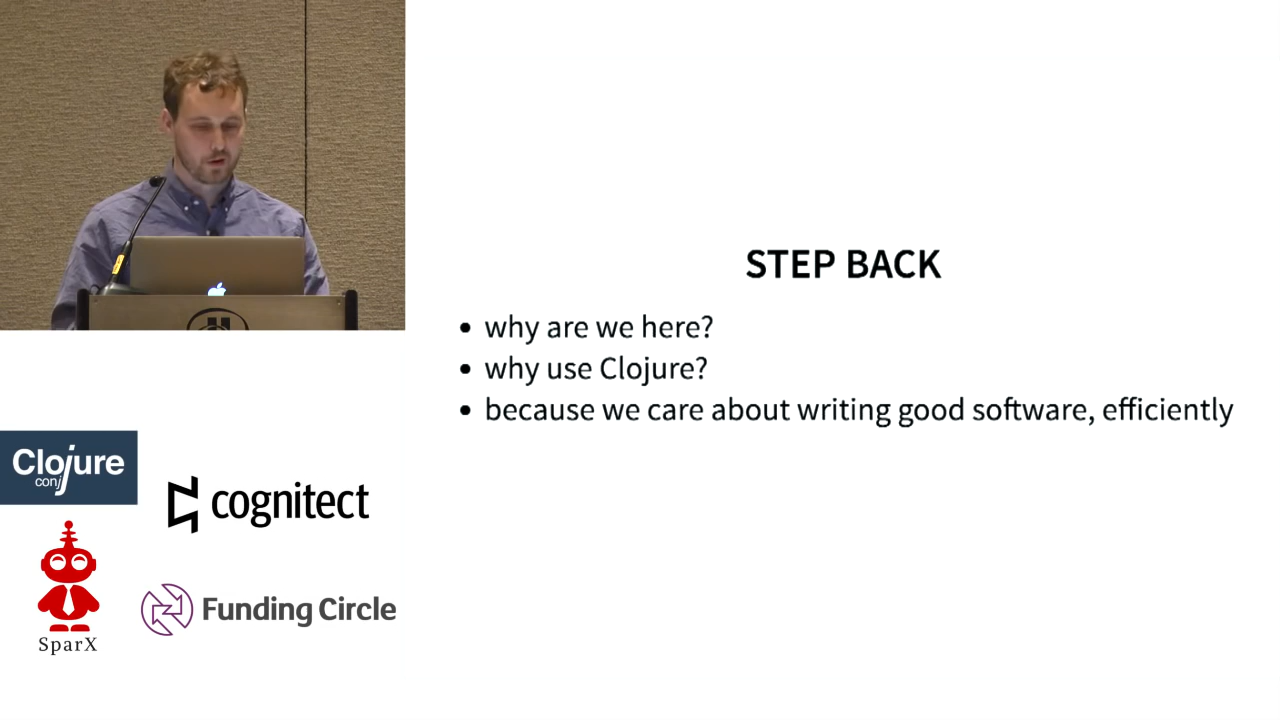 STEP BACK
why are we here?
why use Clojure?
because we care about writing good software, efficiently
Clojure
conj
cognitect
SparX
Funding Circle